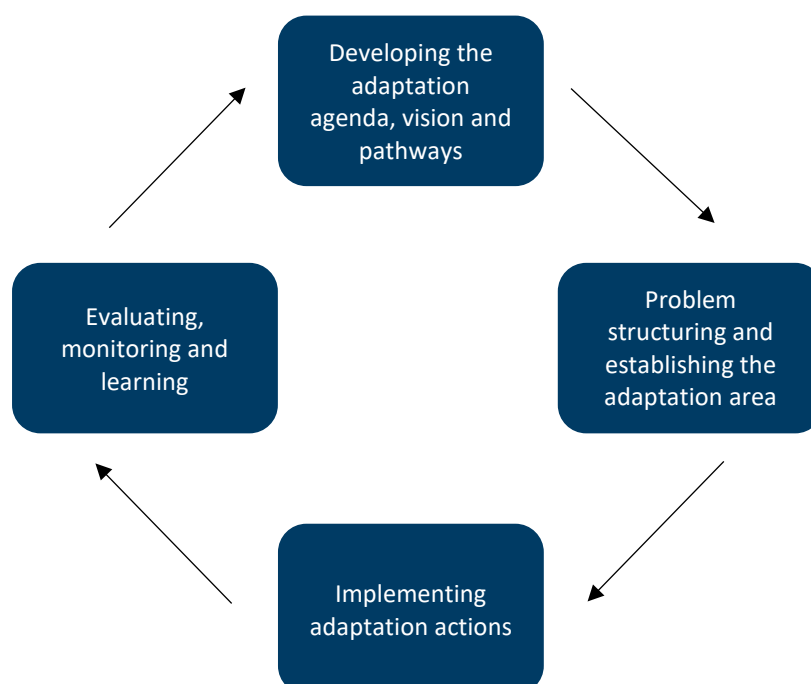 Developing the
adaptation
agenda, vision and
pathways
Evaluating,
monitoring and
learning
Problem
structuring and
establishing the
adaptation area
Implementing
adaptation actions